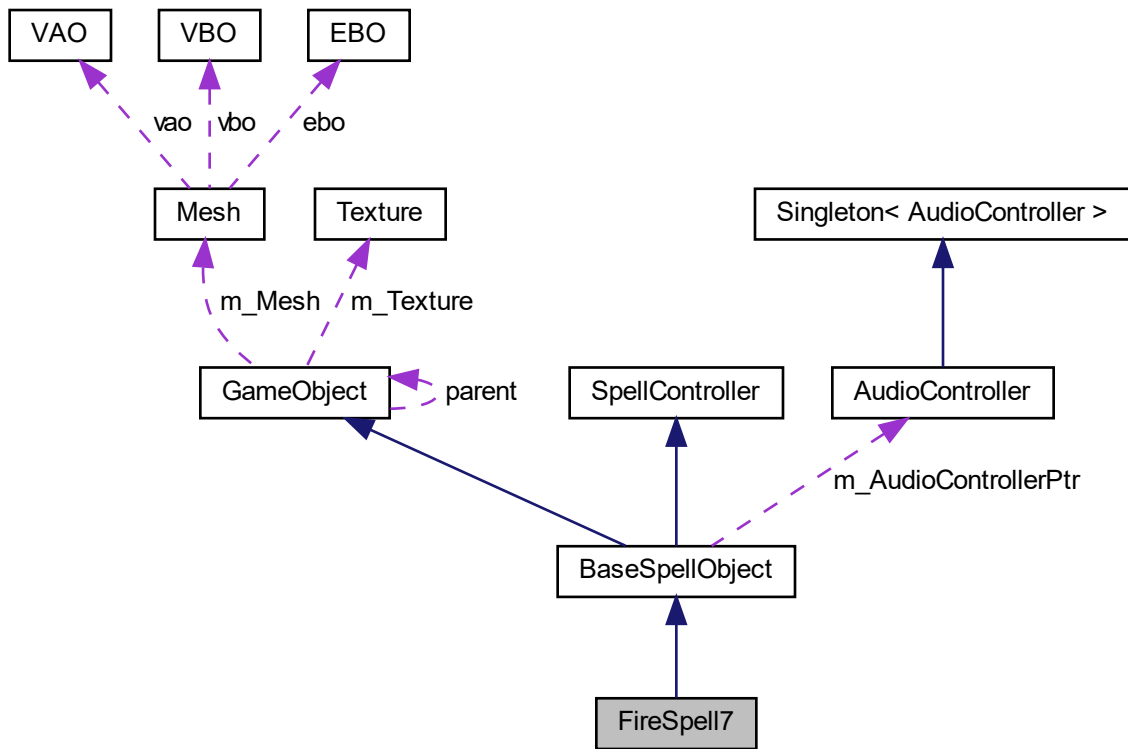 VAO
VBO
EBO
vao
vbo
ebo
Mesh
Texture
Singleton< AudioController >
m_Mesh
m_Texture
GameObject
parent
SpellController
AudioController
m_AudioControllerPtr
BaseSpellObject
FireSpell7